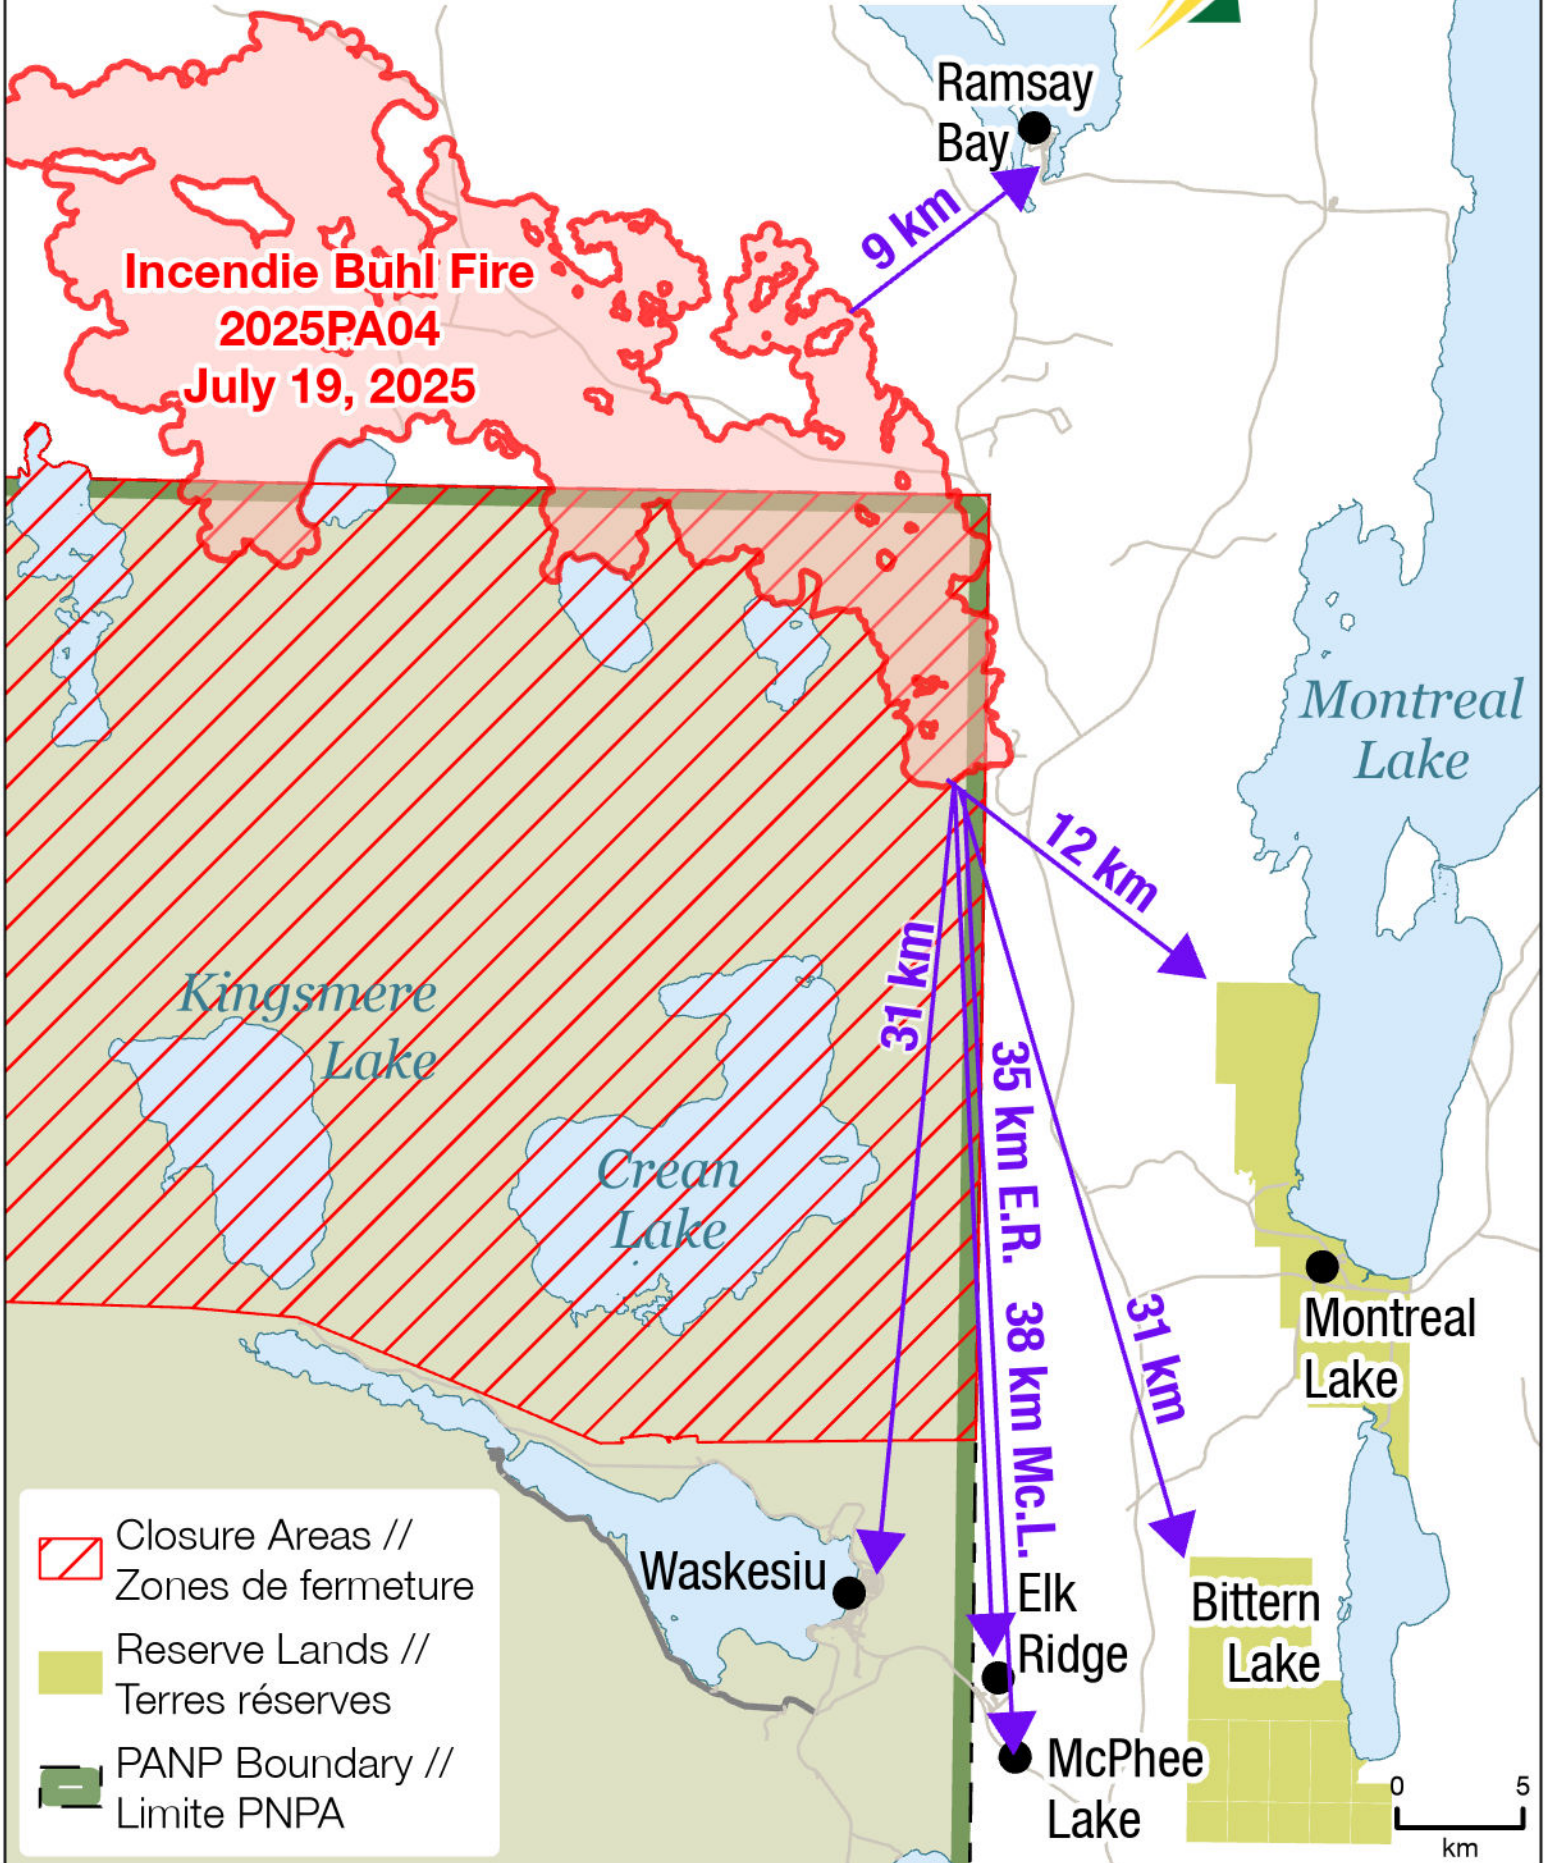 Ramsay
Bay
9 km
Incendie Buhl Fire
2025PA04
July 19, 2025
Montreal
Lake
12 km
31 km
Kingsmere
Lake
35 km E.R.
Crean
Lake
38 km Mc.L.
31 km
Montreal
Lake
Closure Areas //
Zones de fermeture
Reserve Lands //
Terres réserves
PANP Boundary //
Limite PNPA
Waskesiu
Elk
Ridge
Bittern
Lake
McPhee
Lake
0 5
km